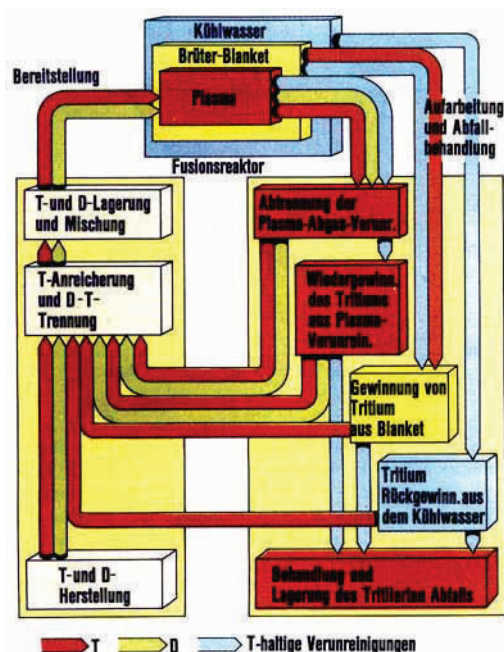 Kühlwasser
Brüter-Blanket
Plasma
Bereitstellung
Fusionsreaktor
Aufarbeitung
und Abfall-
behandlung
T-und D-Lagerung
und Mischung
Abtrennung der
Plasma-Abgas-Verunr.
T-Anreicherung
und D-T-
Trennung
Wiedergewinn.
des Tritiums
aus Plasma-
Verunrein.
Gewinnung von
Tritium
aus Blanket
Tritium
Rückgewinn.aus
dem Kühlwasser
T-und D-
Herstellung
Behandlung und
Lagerung des Tritiierten Abfalls
T
D
T-haltige Verunreinigungen